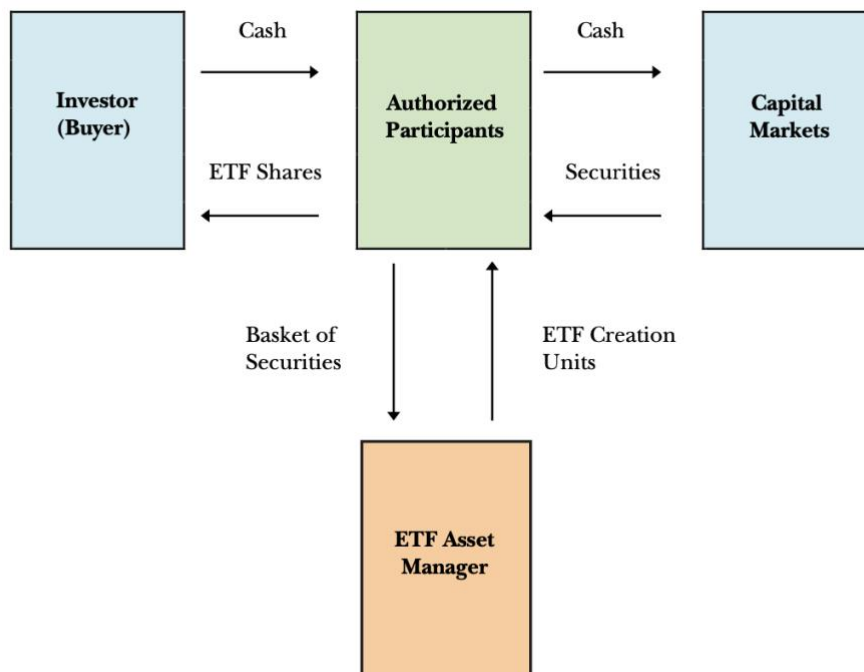 Cash
Cash
Investor
(Buyer)
Authorized
Participants
Capital
Markets
ETF Shares
Securities
Basket of
Securities
ETF Creation
Units
ETF Asset
Manager